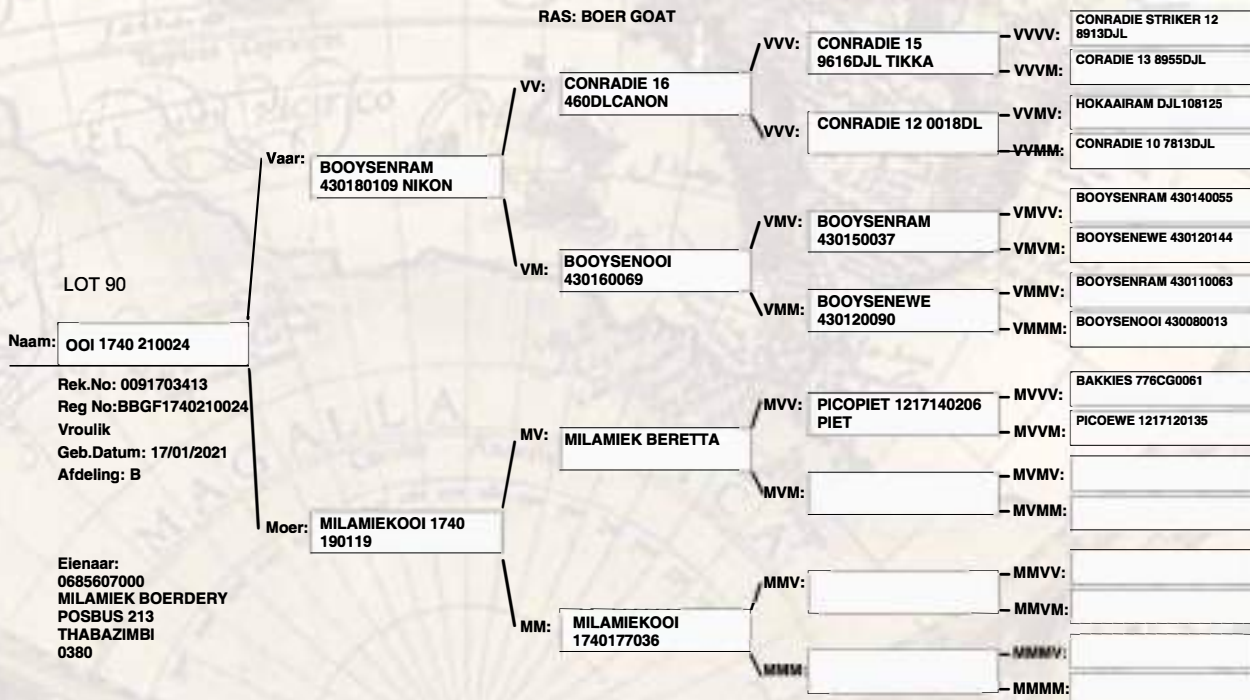 RAS: BOER GOAT
LOT 90
Naam:
OOI 1740 210024
Rek.No: 0091703413
Reg No:BBGF1740210024
Vroulik
Geb.Datum: 17/01/2021
Afdeling: B
Eienaar:
0685607000
MILAMIEK BOERDERY
POSBUS 213
THABAZIMBI
0380
Vaar:
BOOYSENRAM
430180109 NIKON
Moer:
MILAMIEKOOI 1740
190119
VV:
CONRADIE 16
460DLCANON
VM:
BOOYSENOOI
430160069
MV:
MILAMIEK BERETTA
MM:
MILAMIEKOOI
1740177036
VVV:
CONRADIE 15
9616DJL TIKKA
VVV:
CONRADIE 12 0018DL
VMV:
BOOYSENRAM
430150037
VMM:
BOOYSENEWE
430120090
MVV:
PICOPIET 1217140206
PIET
MVM:
MMV:
MMM:
VVVV:
CONRADIE STRIKER 12
8913DJL
VVVM:
CORADIE 13 8955DJL
VVMV:
HOKAAIRAM DJL108125
VVMM:
CONRADIE 10 7813DJL
VMVV:
BOOYSENRAM 430140055
VMVM:
BOOYSENEWE 430120144
VMMV:
BOOYSENRAM 430110063
VMMM:
BOOYSENOOI 430080013
MVVV:
BAKKIES 776CG0061
MVVM:
PICOEWE 1217120135
MVMV:
MVMM:
MMVV:
MMVM:
MMMV:
MMMM: